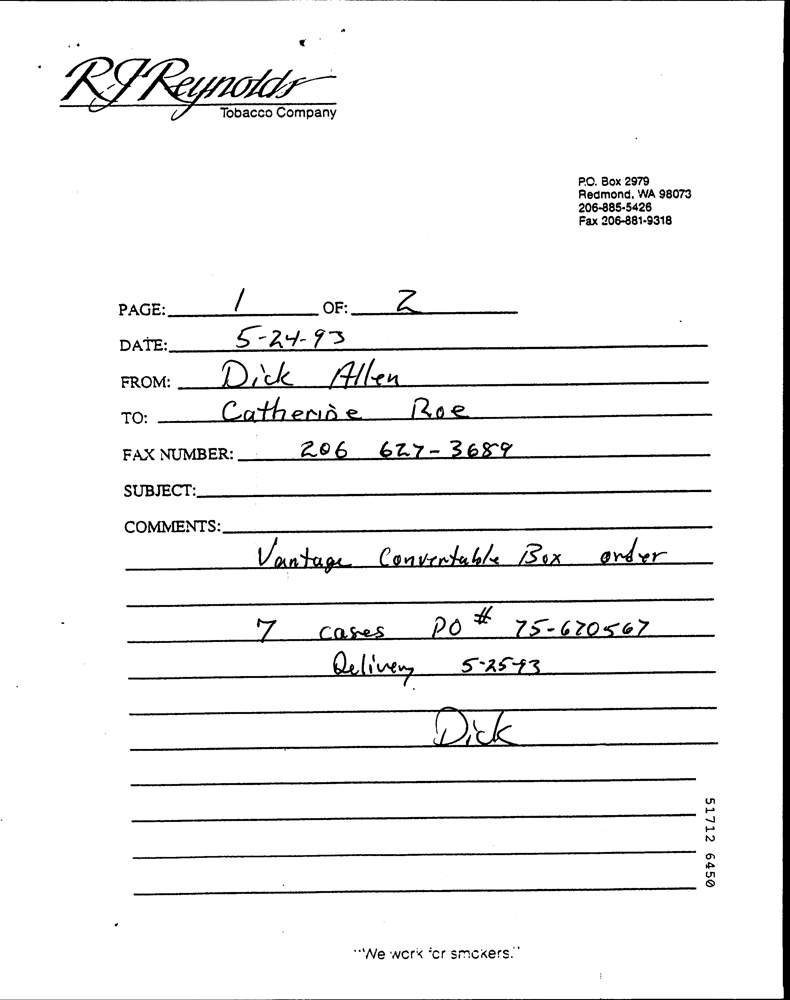 RJReynolds
Tobacco Company
P.O. Box 2979
Redmond, WA 98073
206-885-5426
Fax 206-881-9318
PAGE: 1 OF: 2
DATE: 5-24-93
FROM: Dick Allen
TO: Catherine Roe
FAX NUMBER: 206 627-3689
SUBJECT:
COMMENTS:
Vantage Convertable Box order
7 cases PO # 75-670567
Delivery 5-25-93
Dick
51712 6450
"We work for smokers."